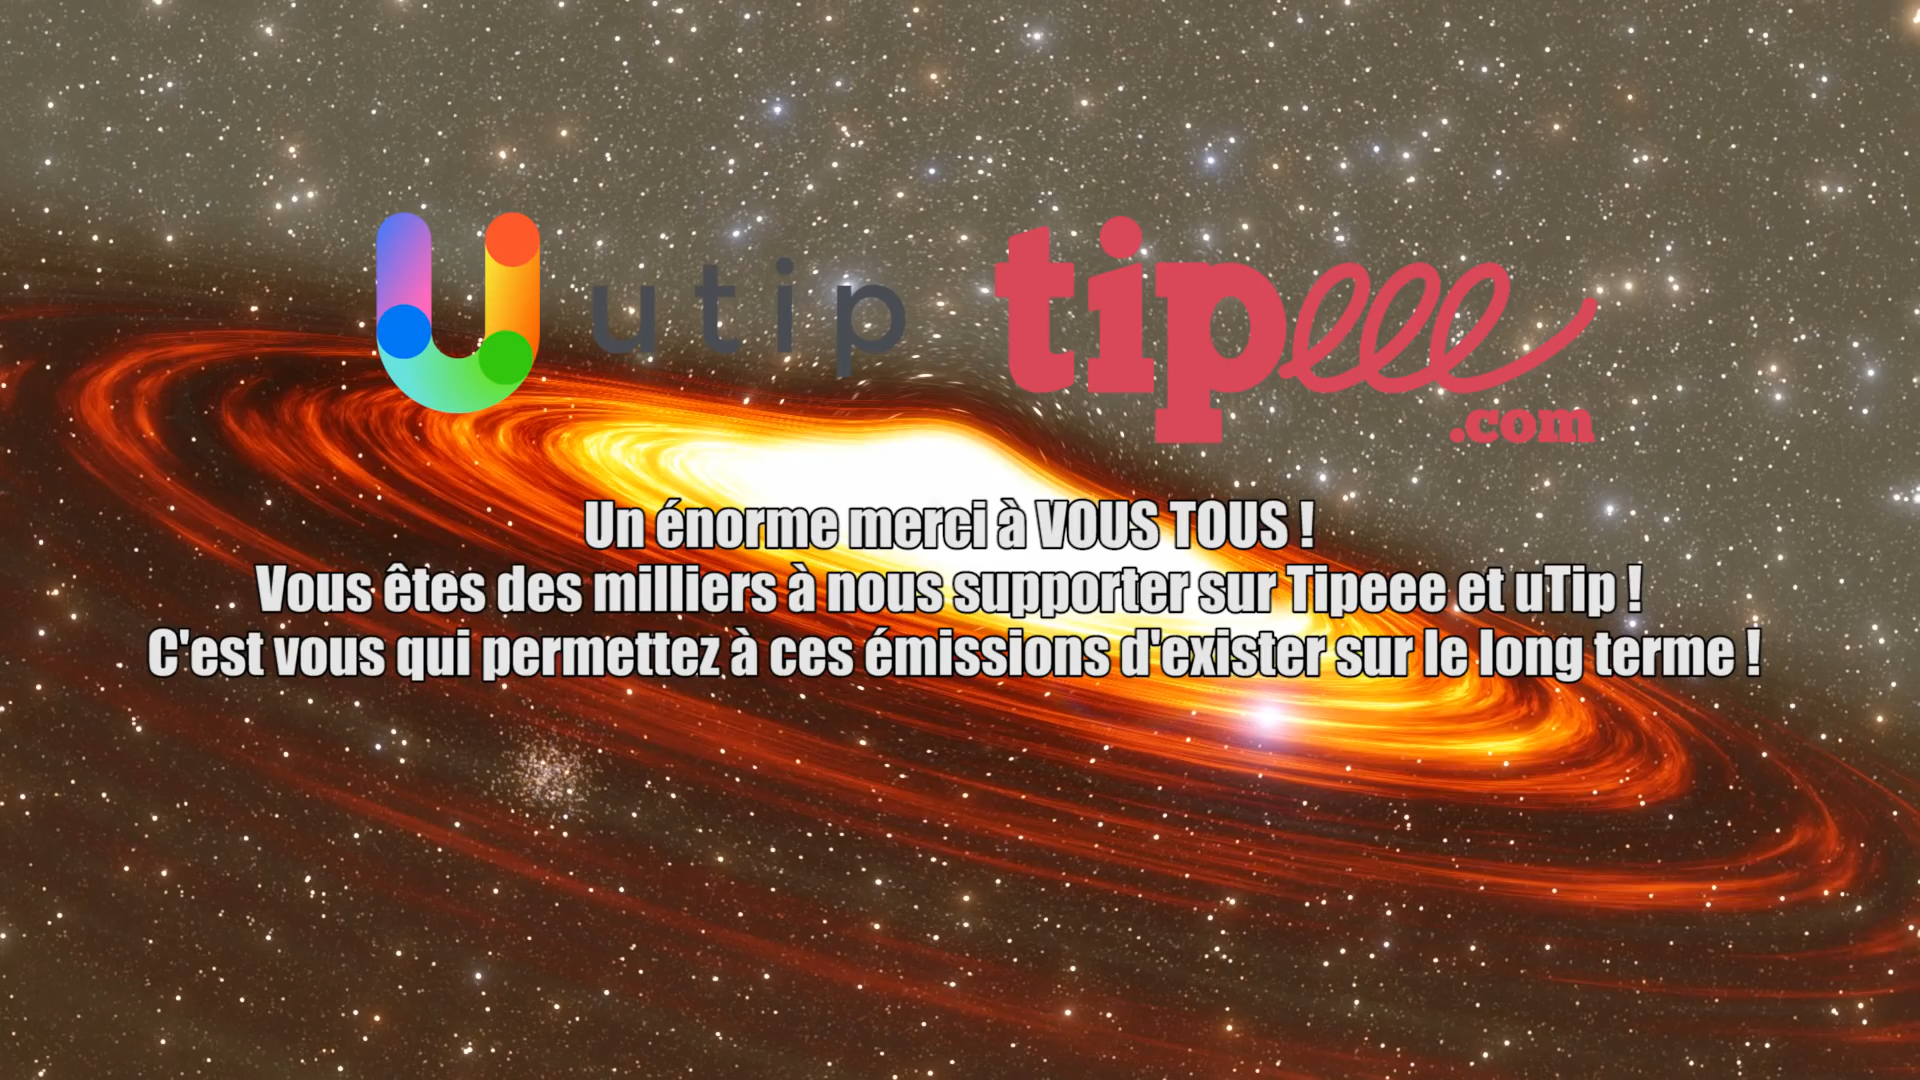 utip
tipeee
.com
Un énorme merci à VOUS TOUS !
Vous êtes des milliers à nous supporter sur Tipeee et uTip !
C'est vous qui permettez à ces émissions d'exister sur le long terme !